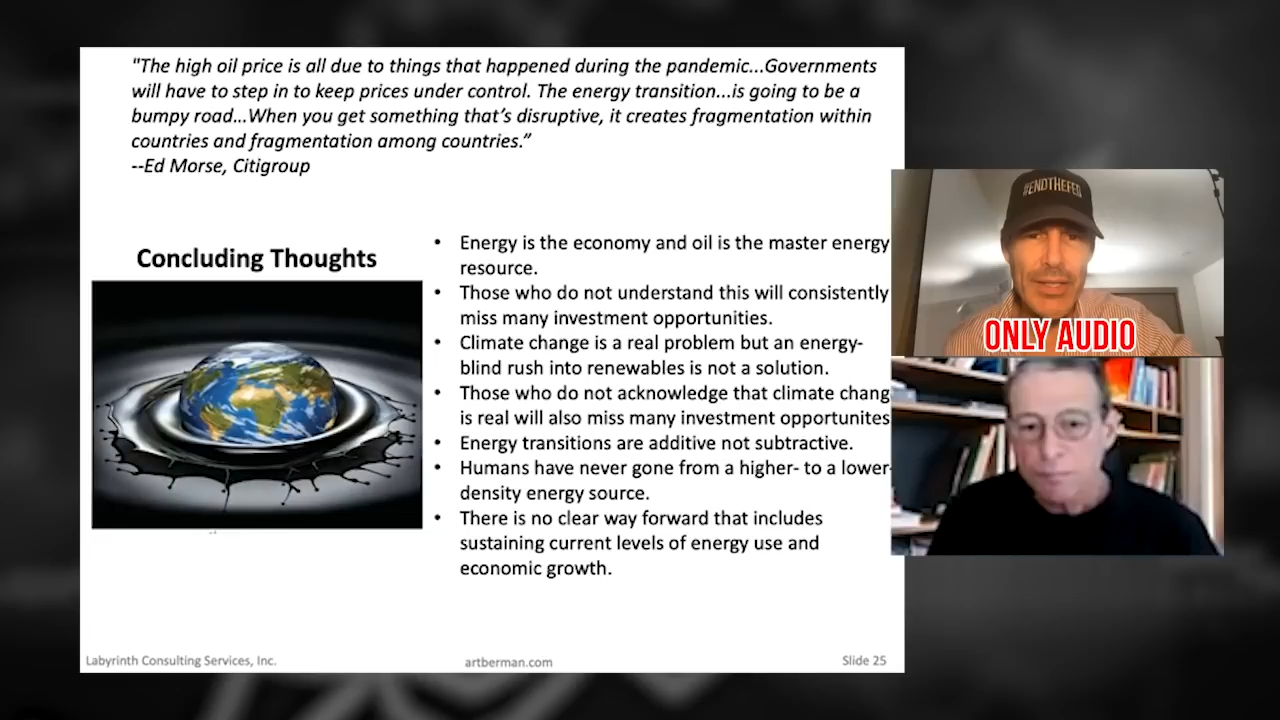 "The high oil price is all due to things that happened during the pandemic...Governments
will have to step in to keep prices under control. The energy transition...is going to be a
bumpy road...When you get something that's disruptive, it creates fragmentation within
countries and fragmentation among countries."
--Ed Morse, Citigroup
Concluding Thoughts
• Energy is the economy and oil is the master energy
resource.
• Those who do not understand this will consistently
miss many investment opportunities.
• Climate change is a real problem but an energy-
blind rush into renewables is not a solution.
• Those who do not acknowledge that climate chang
is real will also miss many investment opportunites
• Energy transitions are additive not subtractive.
• Humans have never gone from a higher- to a lower-
density energy source.
• There is no clear way forward that includes
sustaining current levels of energy use and
economic growth.
#ENDTHEFED
ONLY AUDIO
Labyrinth Consulting Services, Inc.
artberman.com
Slide 25